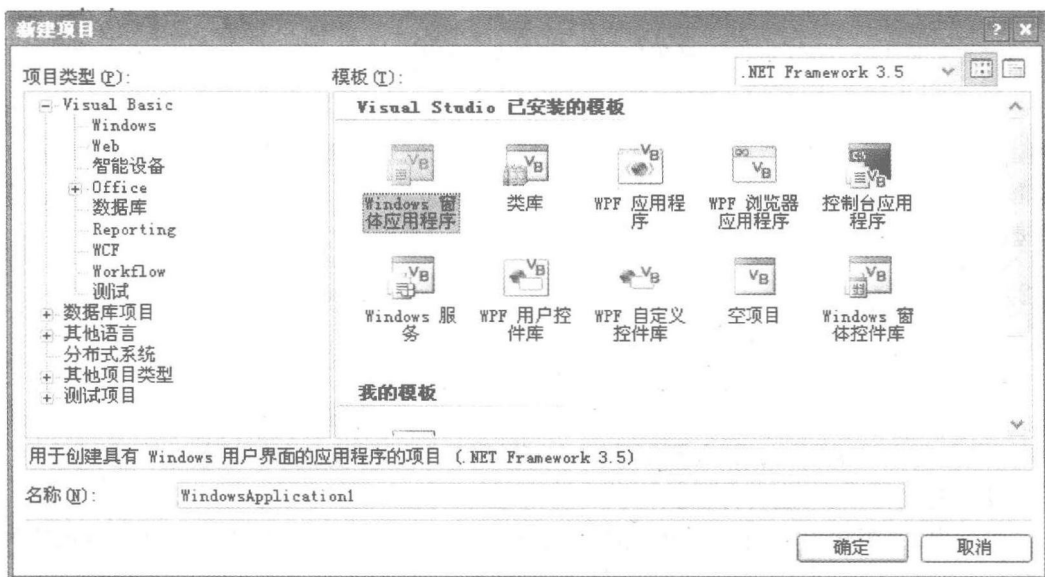 新建项目
项目类型(P):
模板(T):
.NET Framework 3.5
Visual Basic
Windows
Web
智能设备
Office
数据库
Reporting
WCF
Workflow
测试
数据库项目
其他语言
分布式系统
其他项目类型
测试项目
Visual Studio 已安装的模板
Windows 窗
体应用程序
类库
WPF 应用程
序
WPF 浏览器
应用程序
控制台应用
程序
Windows 服
务
WPF 用户控
件库
WPF 自定义
控件库
空项目
Windows 窗
体控件库
我的模板
用于创建具有 Windows 用户界面的应用程序的项目 (.NET Framework 3.5)
名称(N):
WindowsApplication1
确定
取消